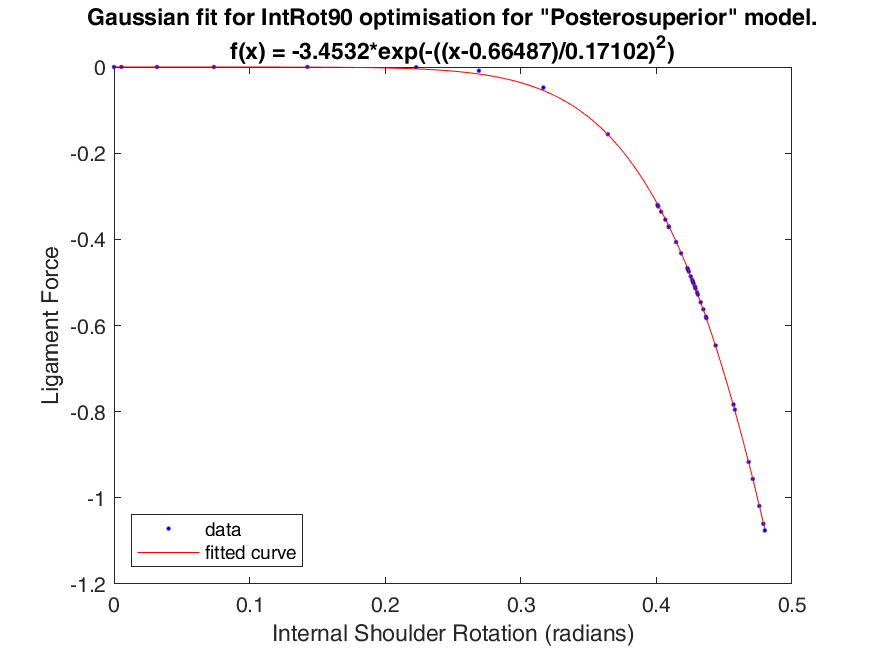 Gaussian fit for IntRot90 optimisation for "Posterosuperior" model.
f(x) = -3.4532*exp(-((x-0.66487)/0.17102)^2)
0
-0.2
-0.4
-0.6
-0.8
-1
-1.2
Ligament Force
data
fitted curve
0
0.1
0.2
0.3
0.4
0.5
Internal Shoulder Rotation (radians)